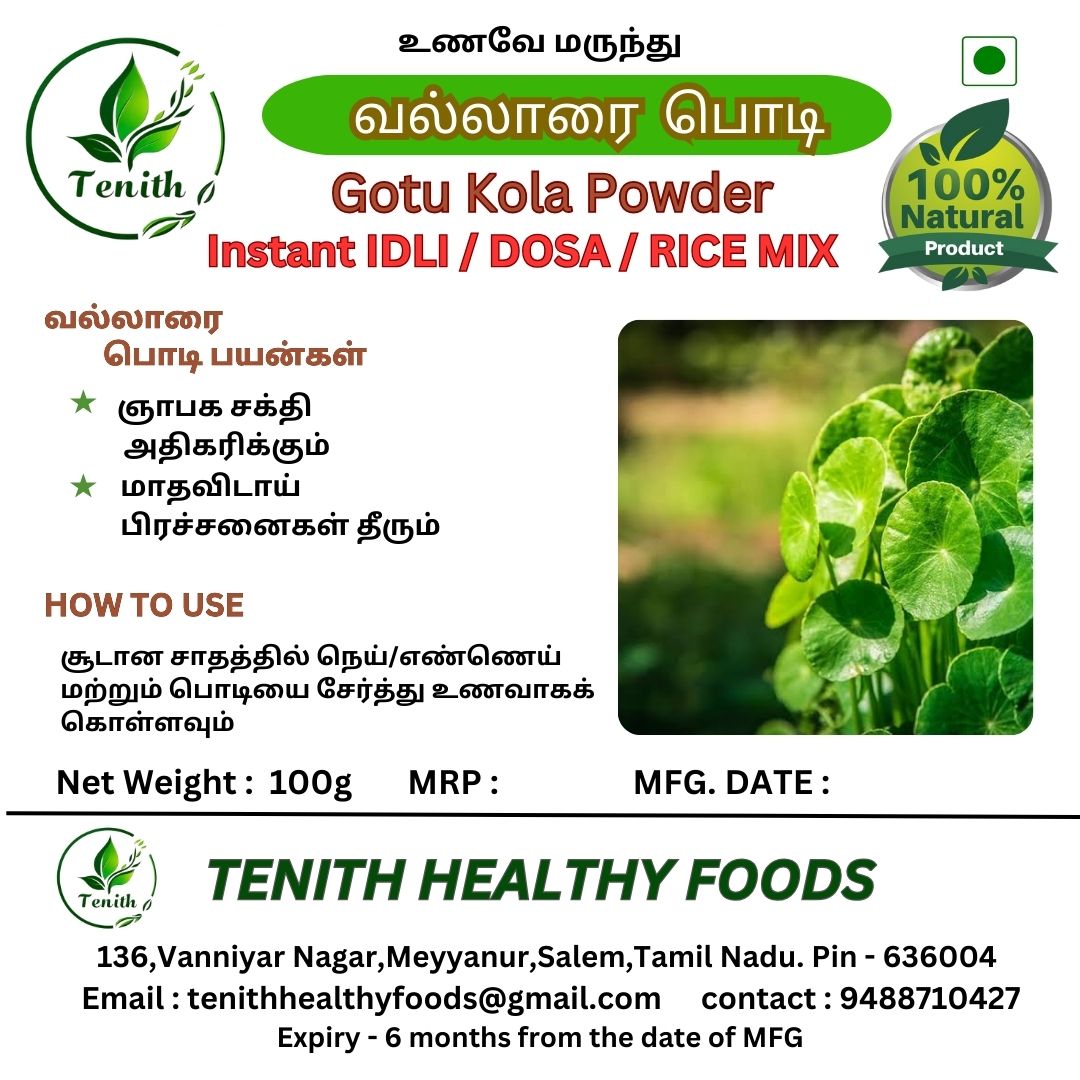 உணவே மருந்து
Tenith
வல்லாரை பொடி
Gotu Kola Powder
Instant IDLI / DOSA / RICE MIX
100%
Natural
Product
வல்லாரை
பொடி பயன்கள்
ஞாபக சக்தி
அதிகரிக்கும்
மாதவிடாய்
பிரச்சனைகள் தீரும்
HOW TO USE
சூடான சாதத்தில் நெய்/எண்ணெய்
மற்றும் பொடியை சேர்த்து உணவாகக்
கொள்ளவும்
Net Weight : 100g MRP : MFG. DATE :
Tenith
TENITH HEALTHY FOODS
136,Vanniyar Nagar,Meyyanur,Salem,Tamil Nadu. Pin - 636004
Email : tenithhealthyfoods@gmail.com contact : 9488710427
Expiry - 6 months from the date of MFG